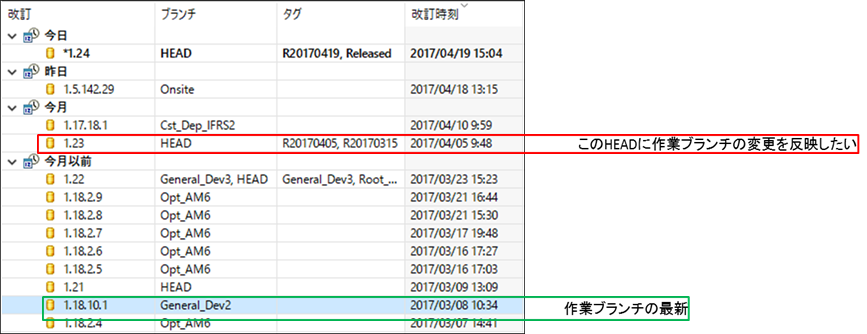 改訂 ブランチ タグ 改訂時刻
今日
*1.24 HEAD R20170419, Released 2017/04/19 15:04
昨日
1.5.142.29 Onsite 2017/04/18 13:15
今月
1.17.18.1 Cst_Dep_IFRS2 2017/04/10 9:59
1.23 HEAD R20170405, R20170315 2017/04/05 9:48 このHEADに作業ブランチの変更を反映したい
今月以前
1.22 General_Dev3, HEAD General_Dev3, Root_... 2017/03/23 15:23
1.18.2.9 Opt_AM6 2017/03/21 16:44
1.18.2.8 Opt_AM6 2017/03/21 15:30
1.18.2.7 Opt_AM6 2017/03/17 19:48
1.18.2.6 Opt_AM6 2017/03/16 17:27
1.18.2.5 Opt_AM6 2017/03/16 17:03
1.21 HEAD 2017/03/09 13:09
1.18.10.1 General_Dev2 2017/03/08 10:34 作業ブランチの最新
1.18.2.4 Opt_AM6 2017/03/07 14:41